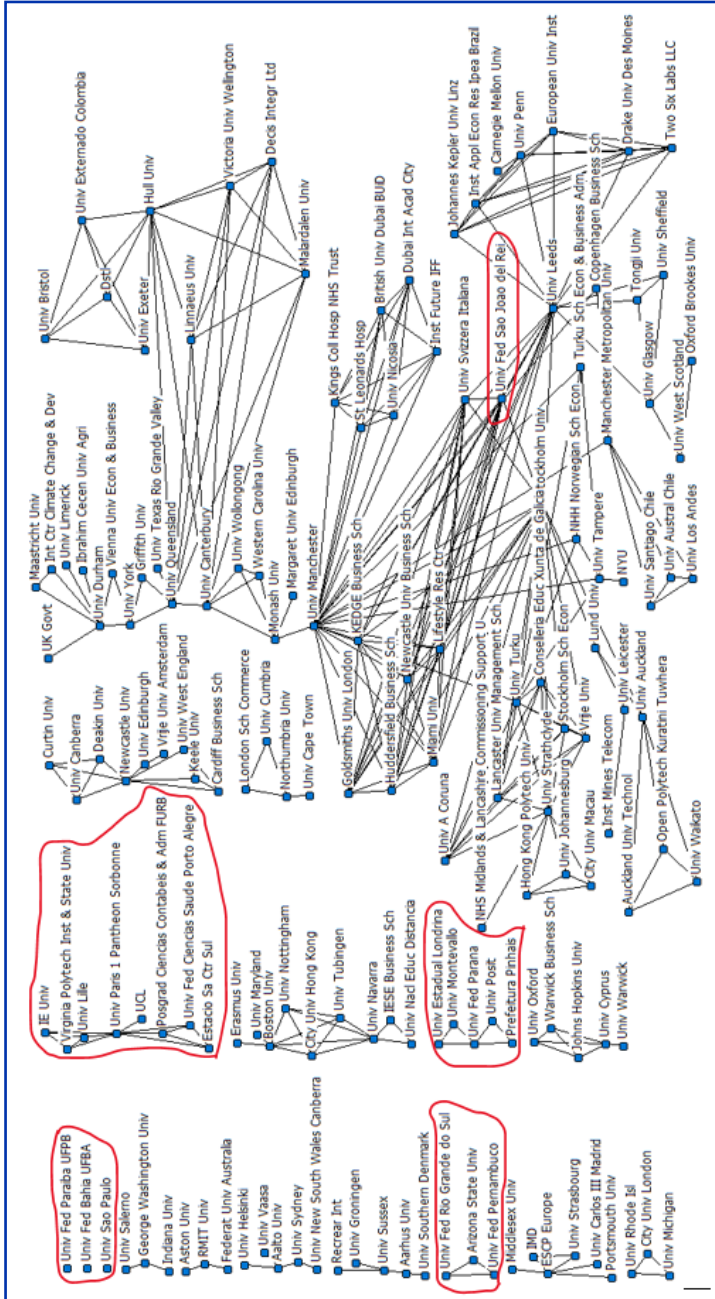 Univ Fed Paraba UFPB
Univ Fed Bahia UFBA
Univ Sao Paulo
Univ Salerno
George Washington Univ
Indiana Univ
Aston Univ
RMIT Univ
Federat Univ Australia
Univ Helsinki
Univ Vaasa
Aalto Univ
Univ Sydney
Univ New South Wales Canberra
Recrear Int
Univ Groningen
Univ Sussex
Aarhus Univ
Univ Southern Denmark
Univ Fed Rio Grande do Sul
Arizona State Univ
Univ Fed Pernambuco
Middlesex Univ
IMD
ESCP Europe
Univ Strasbourg
Univ Carlos III Madrid
Portsmouth Univ
Univ Rhode Isl
City Univ London
Univ Michigan
IE Univ
Virginia Polytech Inst & State Univ
Univ Lille
Univ Paris 1 Pantheon Sorbonne
UCL
Posgrad Ciencias Contabeis & Adm FURB
Univ Fed Ciencias Saude Porto Alegre
Estacio Sa Ctr Sul
Erasmus Univ
Univ Maryland
Boston Univ
Univ Nottingham
City Univ Hong Kong
Univ Tubingen
Univ Navarra
IESE Business Sch
Univ Nacl Educ Distancia
Univ Estadual Londrina
Univ Montevallo
Univ Fed Parana
Univ Posit
Prefeitura Pinhais
Univ Oxford
Warwick Business Sch
Johns Hopkins Univ
Univ Cyprus
Univ Warwick
Curtin Univ
Univ Canberra
Deakin Univ
Newcastle Univ
Univ Edinburgh
Vrije Univ Amsterdam
Univ West England
Keele Univ
Cardiff Business Sch
London Sch Commerce
Univ Cumbria
Northumbria Univ
Univ Cape Town
Goldsmiths Univ London
KEDGE Business Sch
Huddersfield Business Sch
Newcastle Univ Business Sch
Miami Univ
Lifestyle Res Ctr
Univ A Coruna
NHS Midlands & Lancashire Commissioning Support U
Lancaster Univ Management Sch
Univ Turku
Hong Kong Polytech Univ
Conselleria Educ Xunta de Galicia
tockholm Univ
Univ Strathclyde
Stockholm Sch Econ
Univ Johannesburg
Vrije Univ
City Univ Macau
Inst Mines Telecom
Univ Leicester
Auckland Univ Technol
Univ Auckland
Open Polytech Kuratini Tuwhera
Univ Waikato
Maastricht Univ
UK Govt
Int Ctr Climate Change & Dev
Univ Limerick
Ibrahim Cecen Univ Agri
Univ Durham
Vienna Univ Econ & Business
Univ York
Griffith Univ
Univ Texas Rio Grande Valley
Univ Queensland
Univ Canterbury
Univ Wollongong
Western Carolina Univ
Monash Univ
Margaret Univ Edinburgh
Univ Manchester
Univ Bristol
Univ Externado Colombia
Dstl
Univ Exeter
Hull Univ
Linnaeus Univ
Victoria Univ Wellington
Decis Integr Ltd
Malardalen Univ
Kings Coll Hosp NHS Trust
St Leonards Hosp
British Univ Dubai BUiD
Univ Nicosia
Dubai Int Acad City
Inst Future IFF
Univ Svizzera Italiana
Univ Fed Sao Joao del Rei
Univ Leeds
Johannes Kepler Univ Linz
Inst Appl Econ Res Ipea Brazil
Carnegie Mellon Univ
Univ Penn
European Univ Inst
Drake Univ Des Moines
Two Six Labs LLC
NHH Norwegian Sch Econ
Turku Sch Econ & Business Adm
Copenhagen Business Sch
Univ Tampere
Lund Univ
NYU
Manchester Metropolitan Univ
Tongji Univ
Univ Sheffield
Univ Glasgow
Univ West Scotland
Oxford Brookes Univ
Univ Santiago Chile
Univ Austral Chile
Univ Los Andes